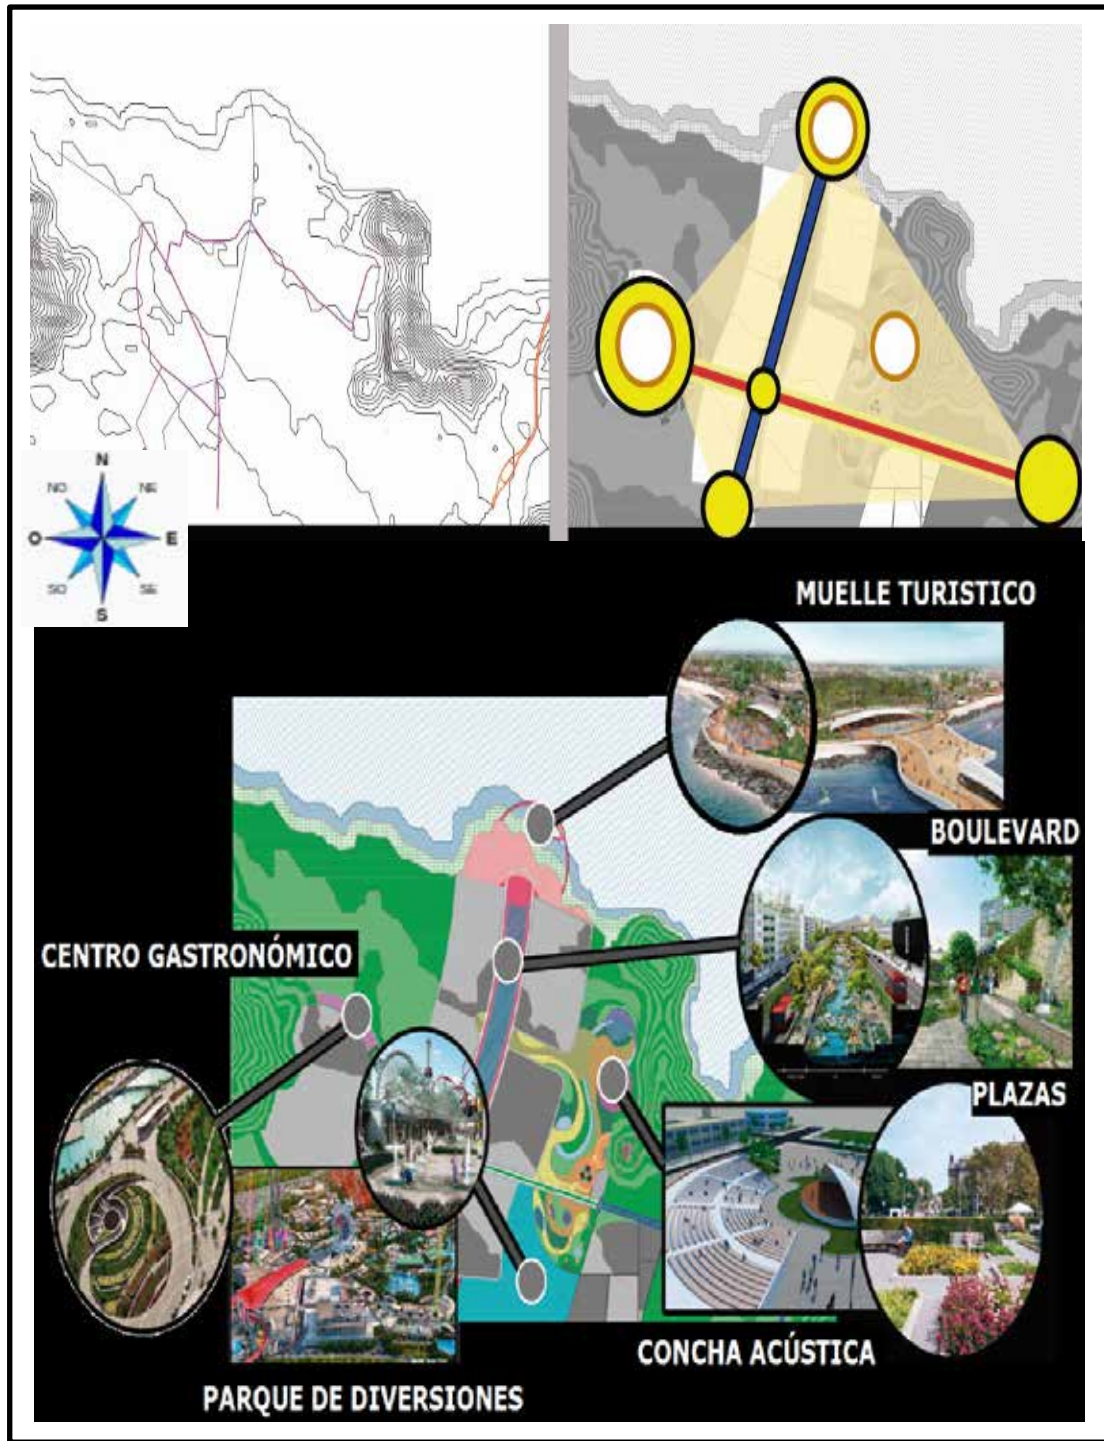 N
NO NE
O E
SO SE
S
MUELLE TURISTICO
BOULEVARD
CENTRO GASTRONÓMICO
PLAZAS
CONCHA ACÚSTICA
PARQUE DE DIVERSIONES